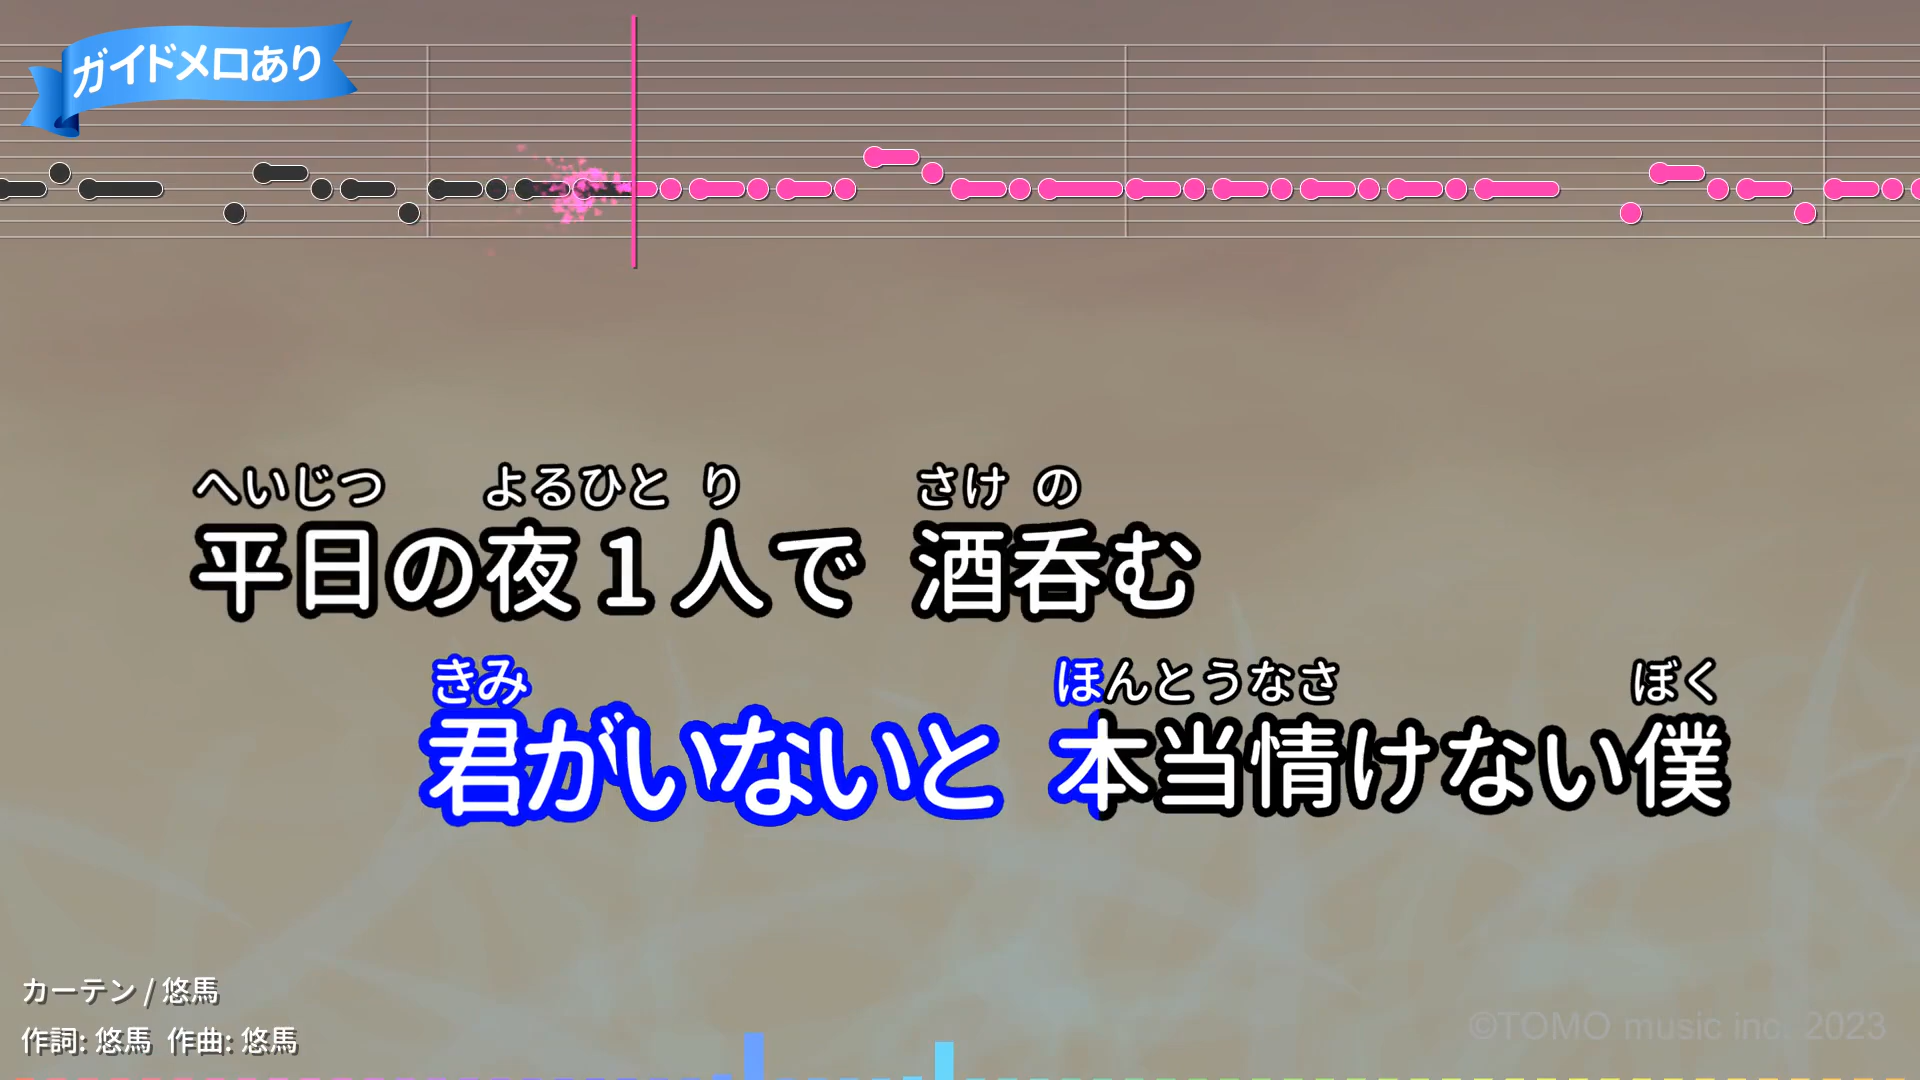 ガイドメロあり
へいじつ よるひと り さけ の
平日の夜1人で 酒呑む
きみ ほんとうなさ ぼく
君がいないと 本当情けない僕
カーテン / 悠馬
作詞: 悠馬 作曲: 悠馬
©TOMO music inc. 2023